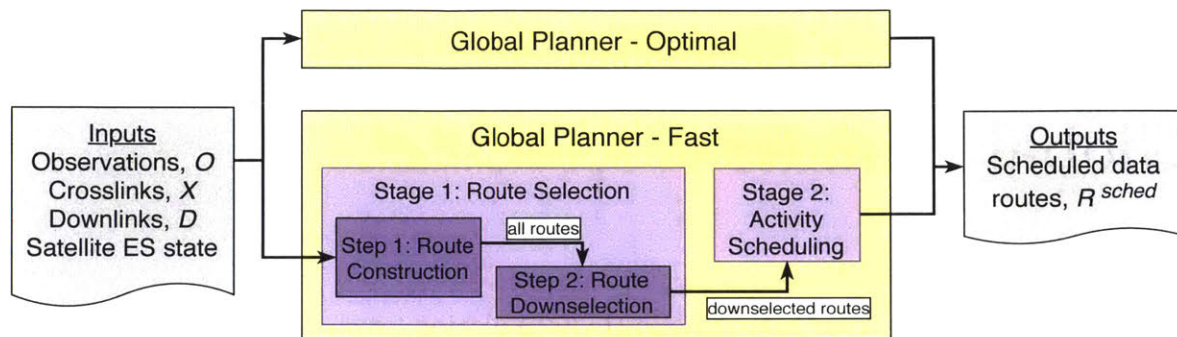 Global Planner - Optimal
Inputs
Observations, O
Crosslinks, X
Downlinks, D
Satellite ES state
Global Planner - Fast
Stage 1: Route Selection
Step 1: Route
Construction
all routes
Step 2: Route
Downselection
Stage 2:
Activity
Scheduling
downselected routes
Outputs
Scheduled data
routes, R sched